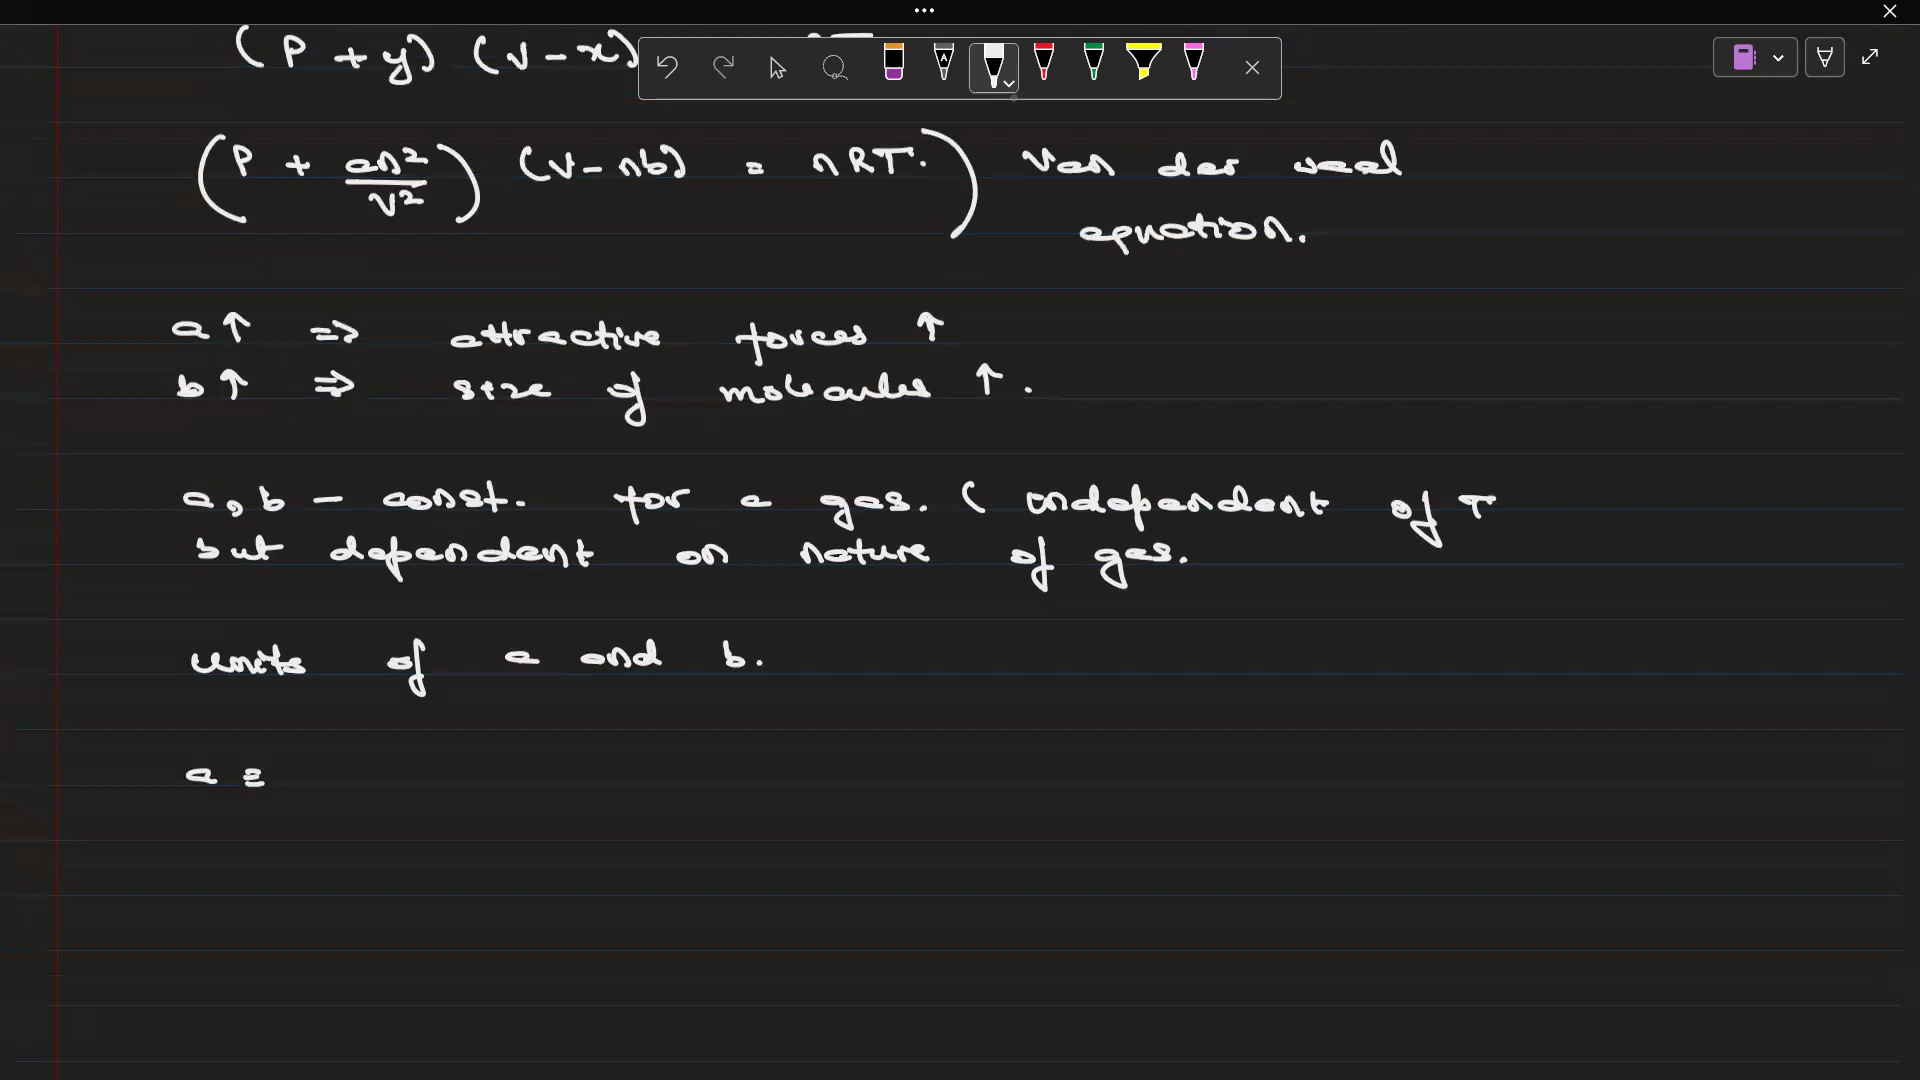 (P + y) (V - x)
(P + an²/V²) (V - nb) = nRT.) Van der waal
equation.
a ↑ => attractive forces ↑
b ↑ => size of molecules ↑.
a, b - const. for a gas. ( independent of T
but dependent on nature of gas.
units of a and b.
a =